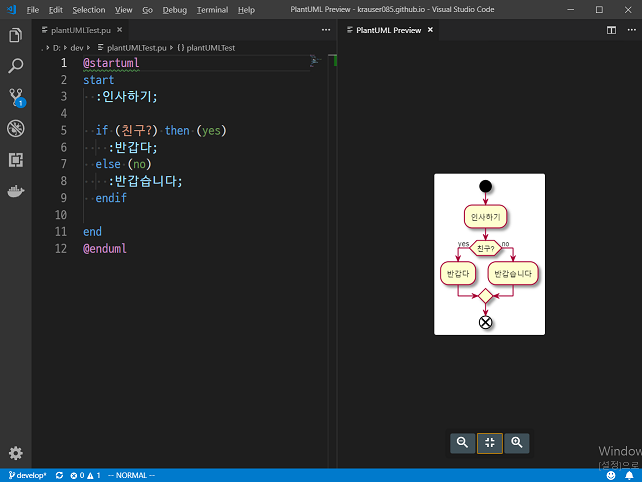 File Edit Selection View Go Debug Terminal Help PlantUML Preview - krauser085.github.io - Visual Studio Code
plantUMLTest.pu
PlantUML Preview
. > D: > dev > plantUMLTest.pu > {} plantUMLTest
1 @startuml
2 start
3 :인사하기;
4
5 if (친구?) then (yes)
6 :반갑다;
7 else (no)
8 :반갑습니다;
9 endif
10
11 end
12 @enduml
인사하기
yes 친구? no
반갑다 반갑습니다
1
Window
[설정]으로
develop* 0 1 -- NORMAL --